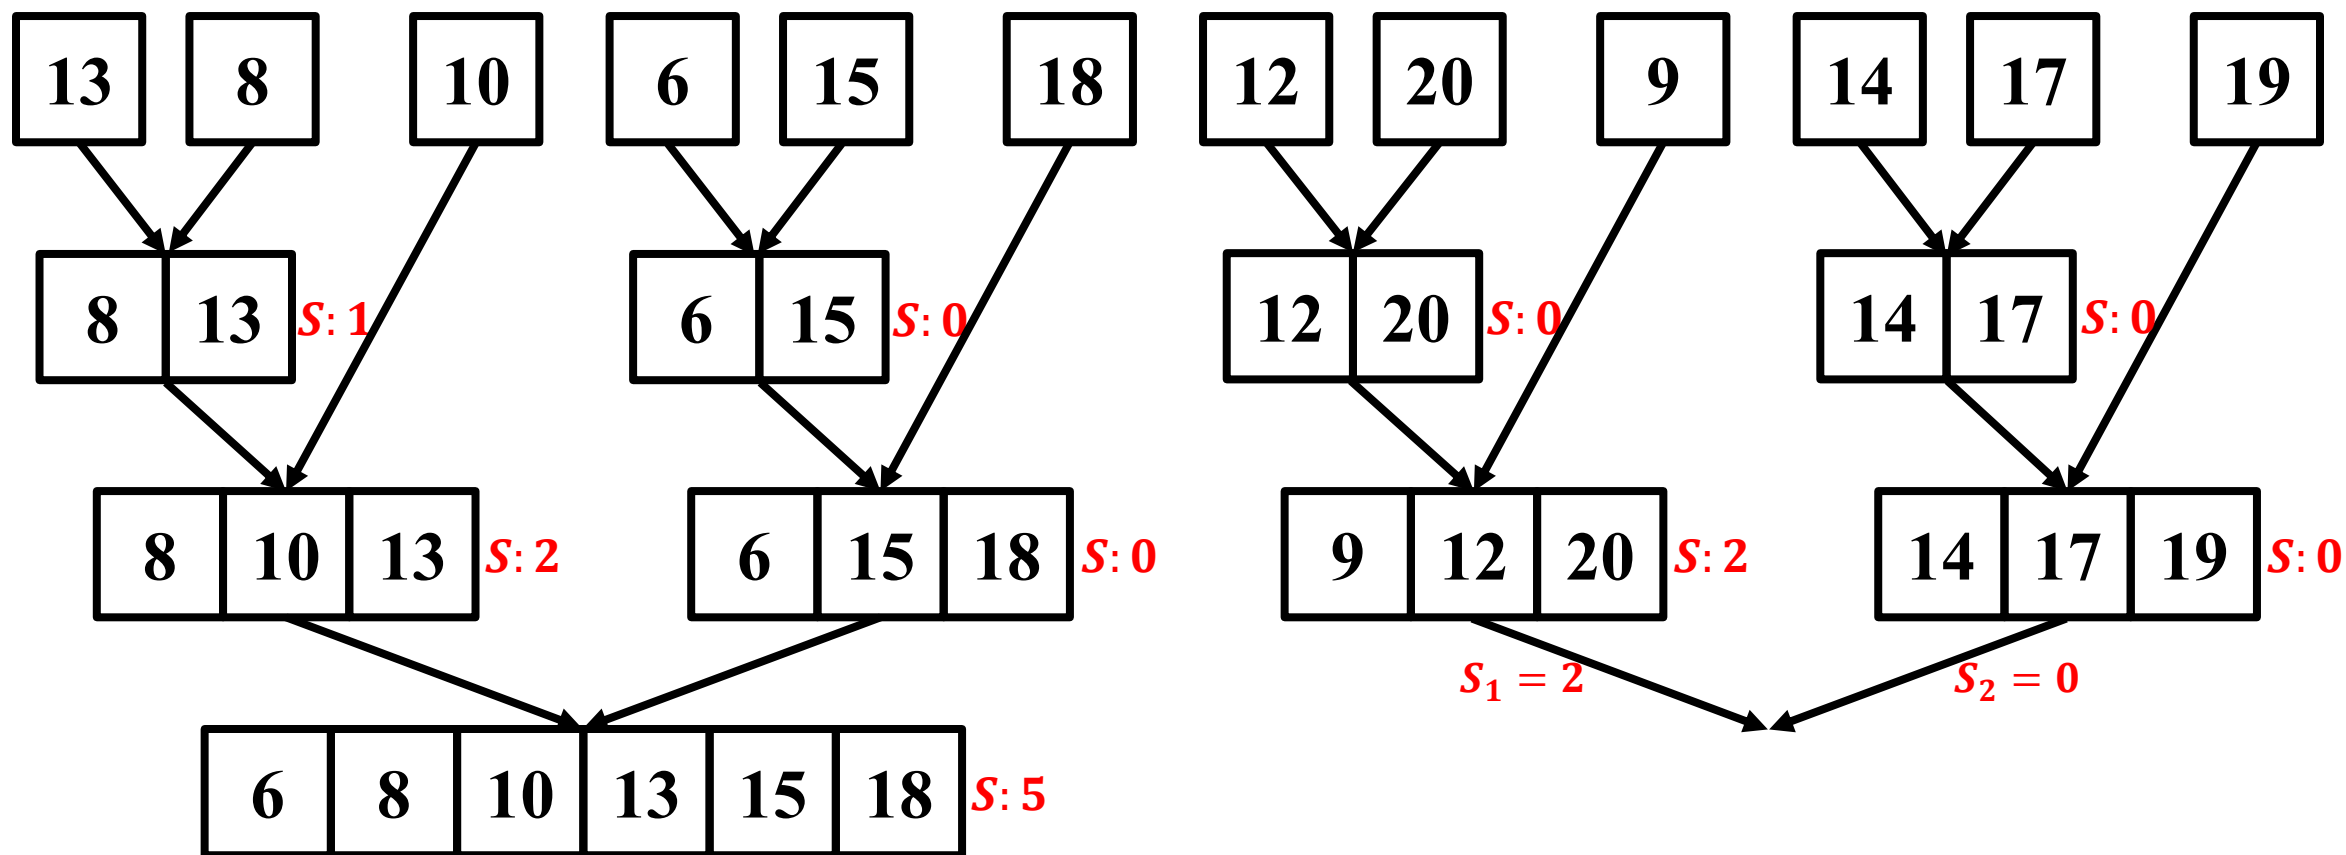 13 8 10 6 15 18 12 20 9 14 17 19
8 13 S: 1 6 15 S: 0 12 20 S: 0 14 17 S: 0
8 10 13 S: 2 6 15 18 S: 0 9 12 20 S: 2 14 17 19 S: 0
S₁ = 2 S₂ = 0
6 8 10 13 15 18 S: 5